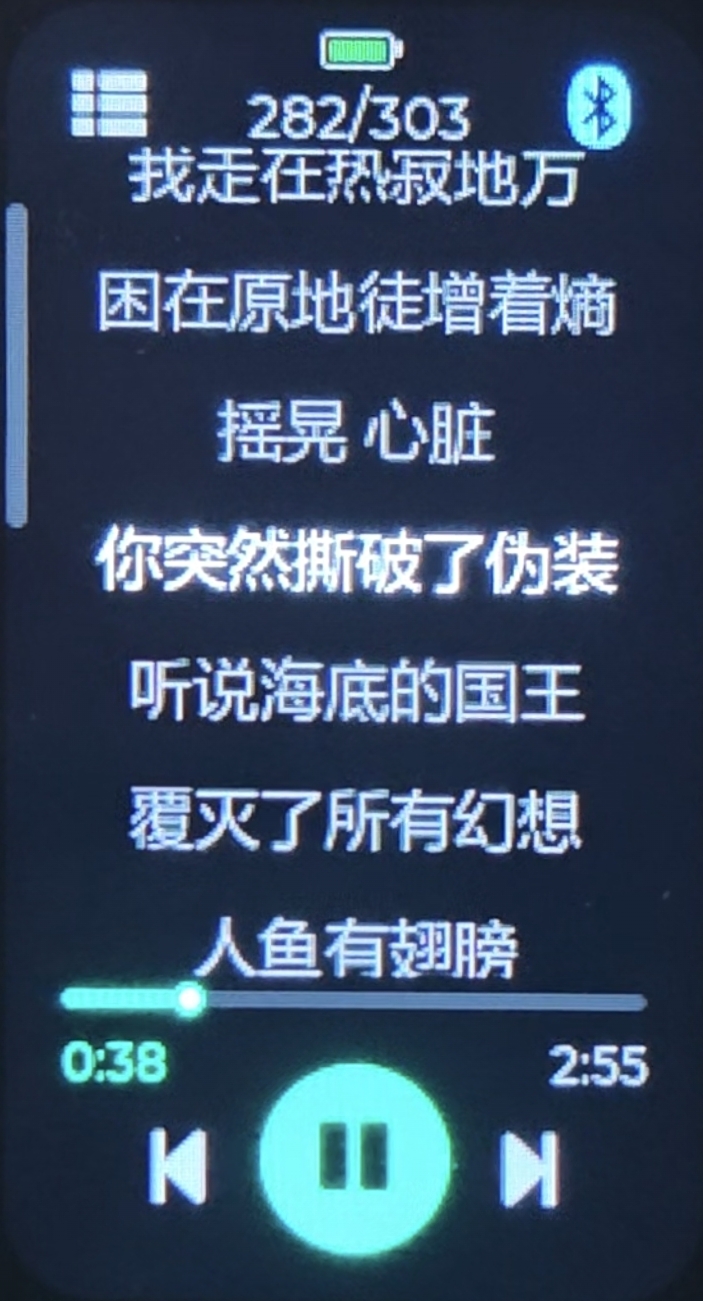 282/303
我走在热寂地万
困在原地徒增着熵
摇晃 心脏
你突然撕破了伪装
听说海底的国王
覆灭了所有幻想
人鱼有翅膀
0:38
2:55